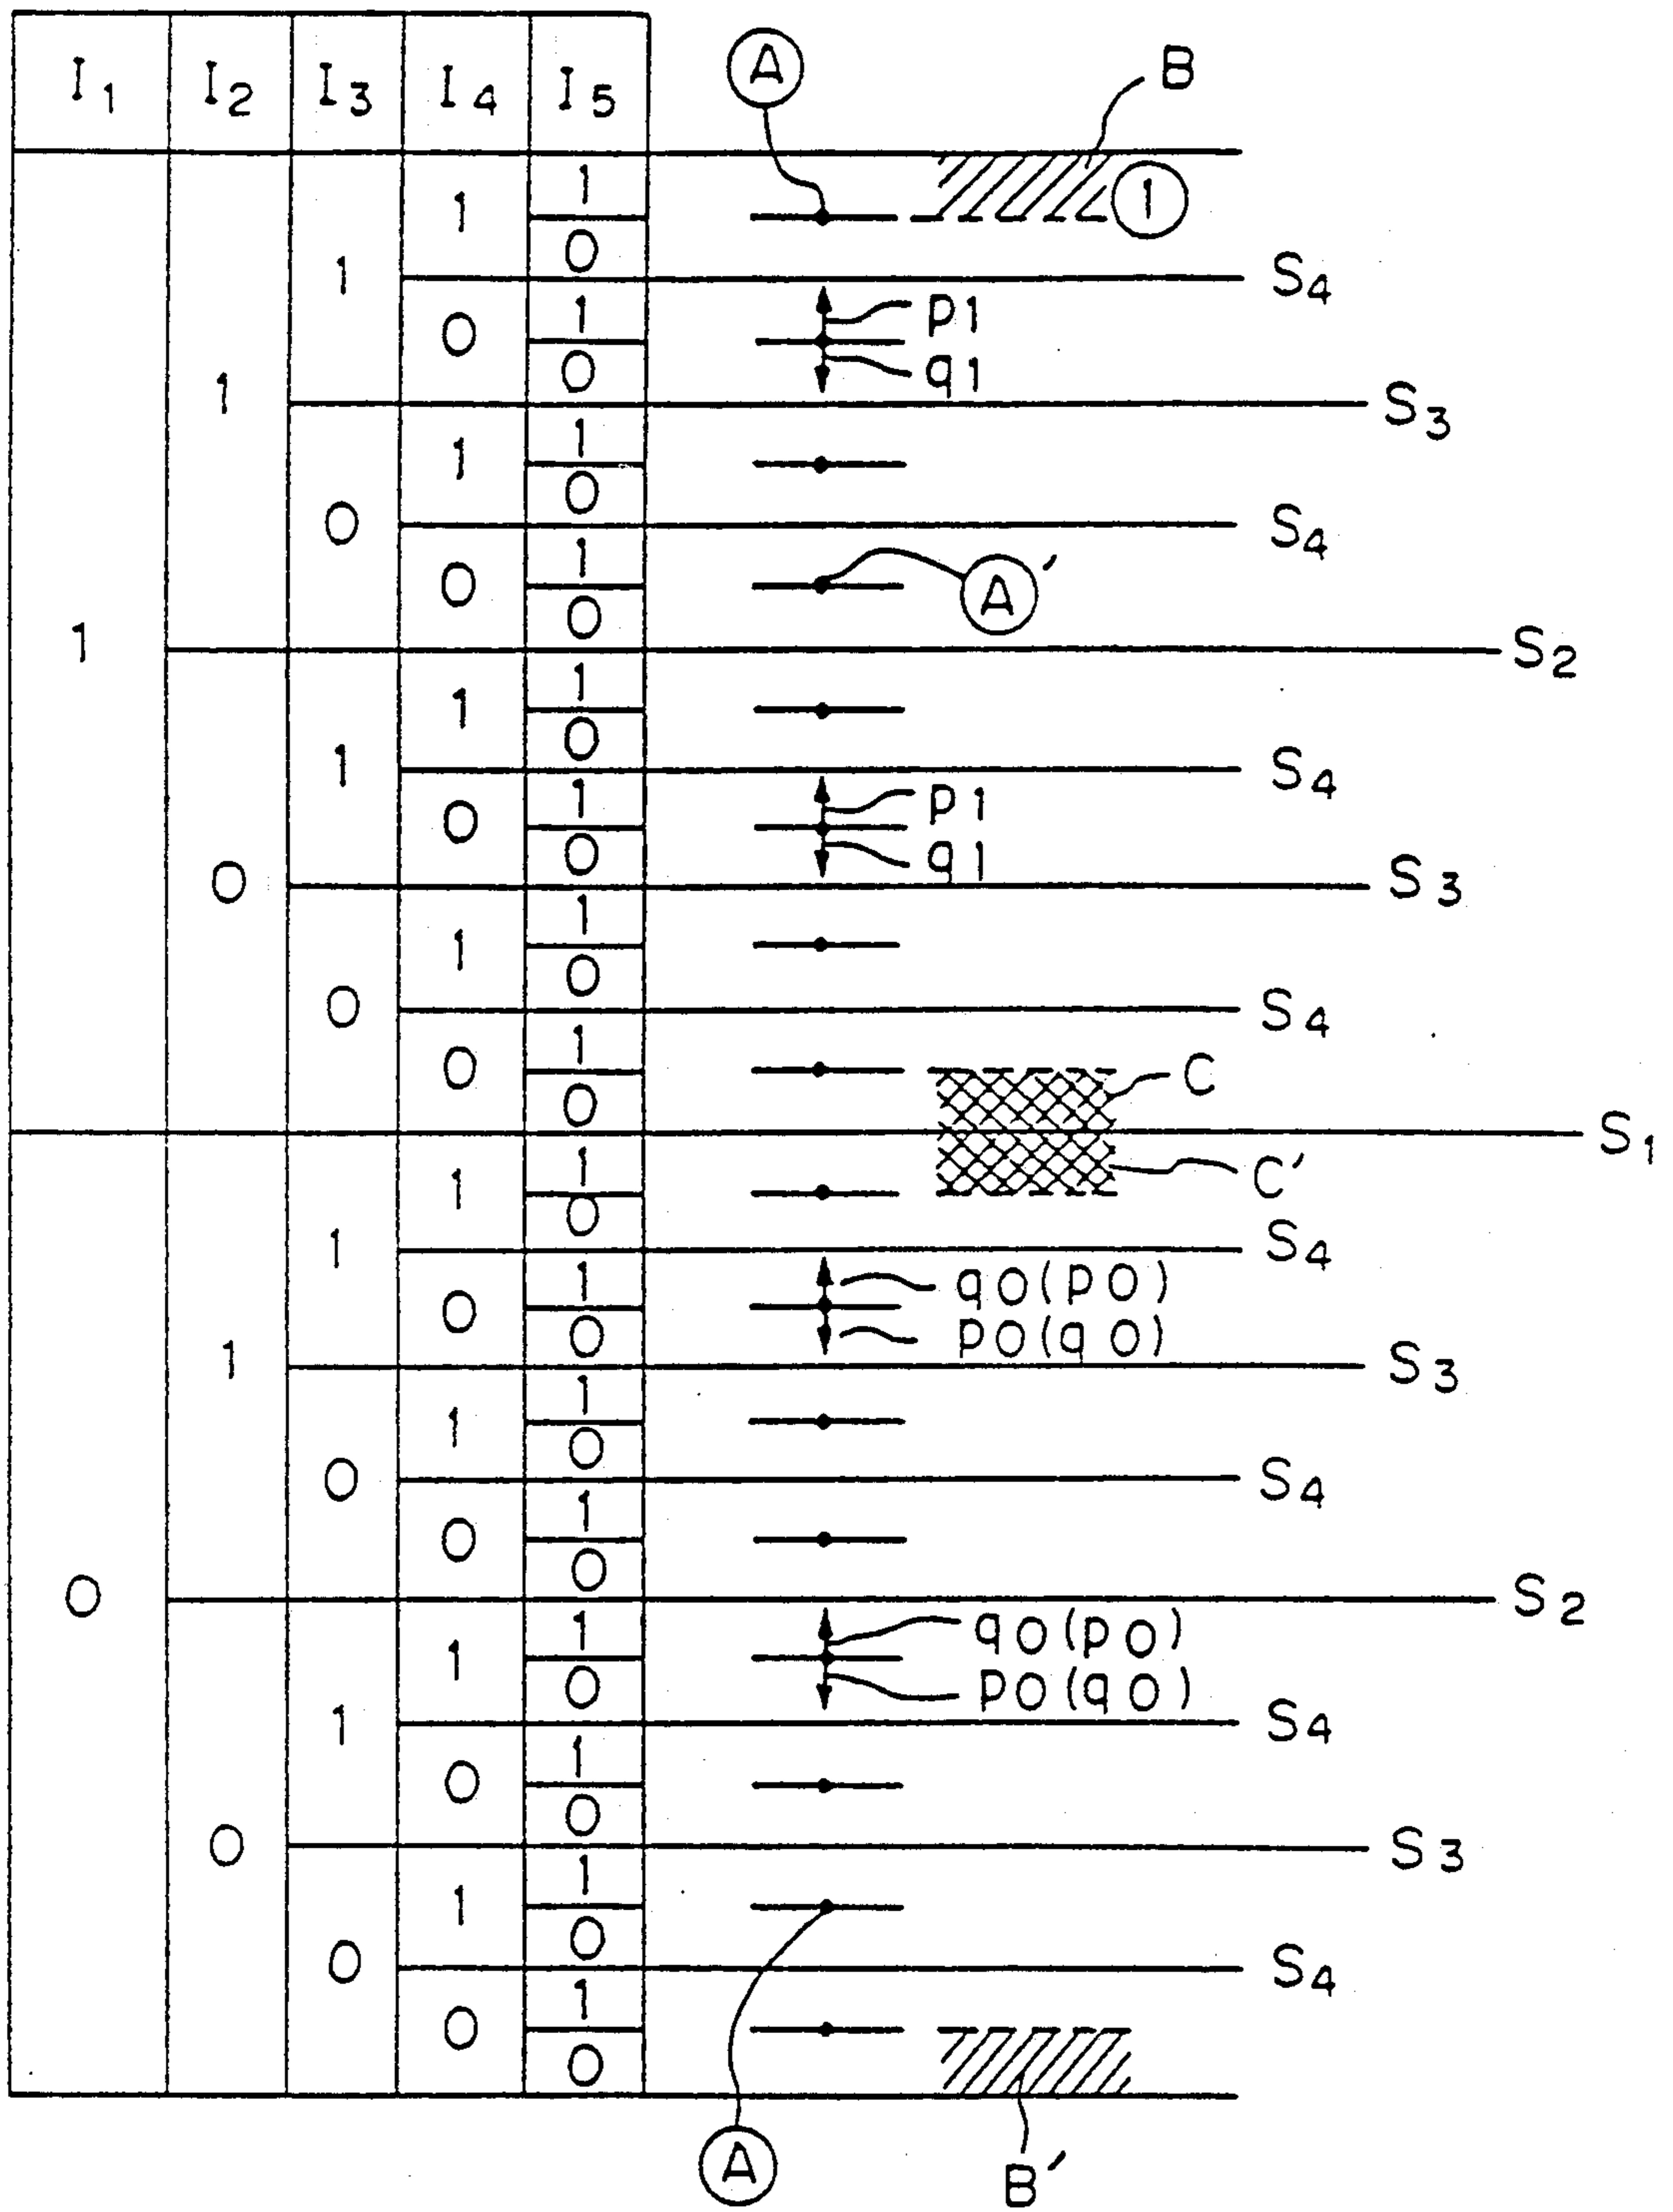 I1 I2 I3 I4 I5 A B
1 1 1 1 1 1
0 S4
0 1 p1
0 q1
S3
0 1 1
0 S4
0 1 A'
0 S2
0 1 1 1
0 S4
0 1 p1
0 q1
S3
0 1 1
0 S4
0 1 C
0 S1
0 1 1 1 1 C'
0 S4
0 1 q0(p0)
0 p0(q0)
S3
0 1 1
0 S4
0 1
0 S2
0 1 1 1 q0(p0)
0 p0(q0)
S4
0 1
0 S3
0 1 1
0 S4
0 1
0
A B'